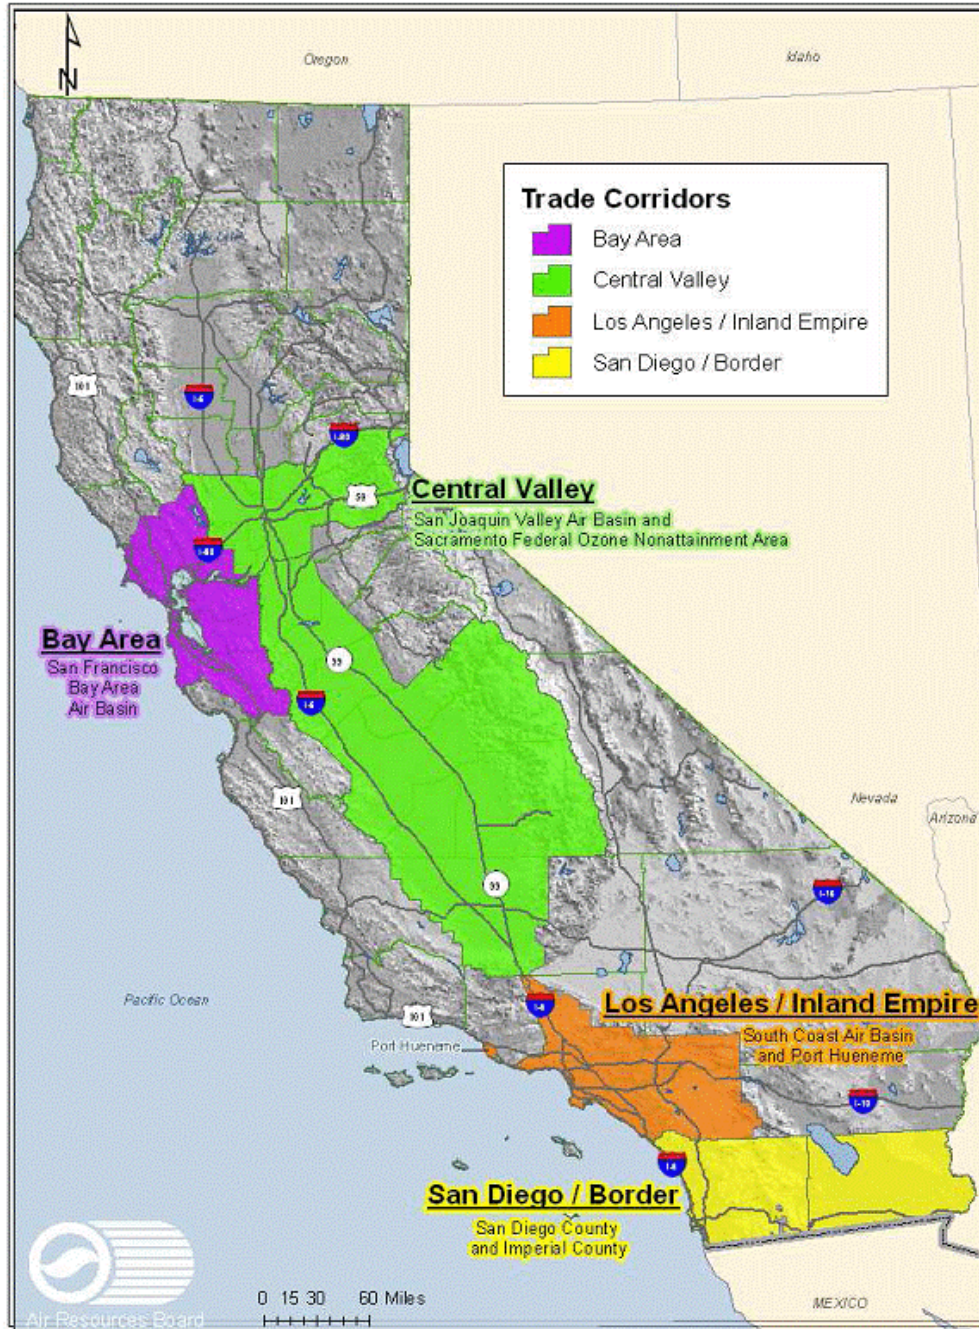 N
Oregon
Idaho
Trade Corridors
Bay Area
Central Valley
Los Angeles / Inland Empire
San Diego / Border
101
I-5
I-80
50
Central Valley
San Joaquin Valley Air Basin and
Sacramento Federal Ozone Nonattainment Area
I-80
Bay Area
San Francisco
Bay Area
Air Basin
99
I-5
101
Nevada
Arizona
99
I-15
Pacific Ocean
101
I-5
Los Angeles / Inland Empire
South Coast Air Basin
and Port Hueneme
Port Hueneme
I-10
I-5
San Diego / Border
San Diego County
and Imperial County
Air Resources Board
0 15 30 60 Miles
MEXICO